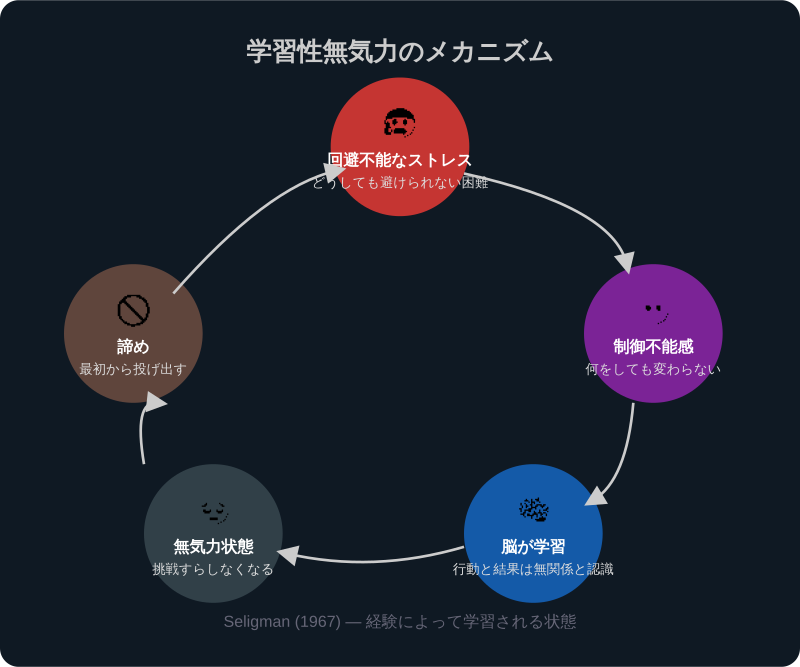 学習性無気力のメカニズム
回避不能なストレス
どうしても避けられない困難
制御不能感
何をしても変わらない
脳が学習
行動と結果は無関係と認識
無気力状態
挑戦すらしなくなる
諦め
最初から投げ出す
Seligman (1967) — 経験によって学習される状態